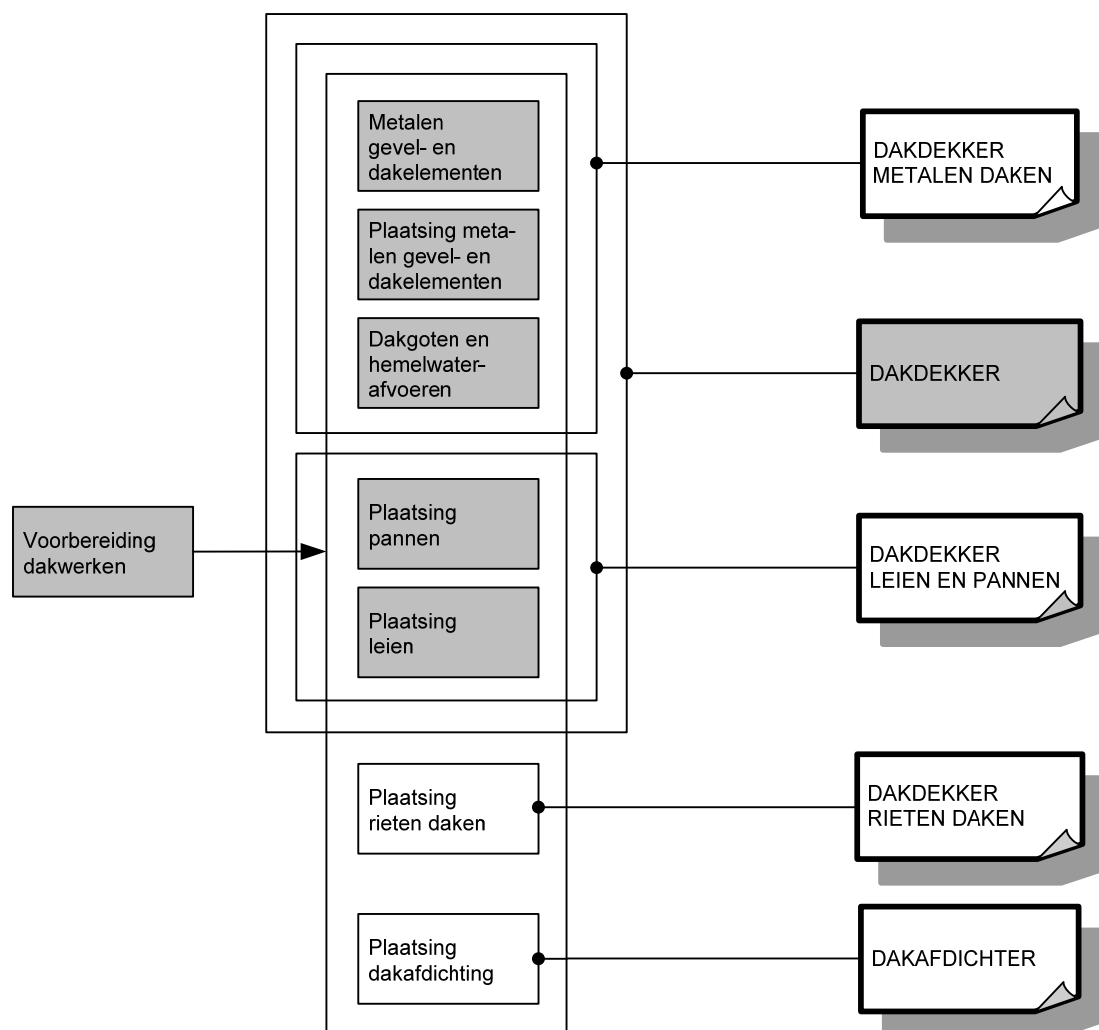 Metalen
gevel- en
dakelementen
DAKDEKKER
METALEN DAKEN
Plaatsing meta-
len gevel- en
dakelementen
Dakgoten en
hemelwater-
afvoeren
DAKDEKKER
Voorbereiding
dakwerken
Plaatsing
pannen
DAKDEKKER
LEIEN EN PANNEN
Plaatsing
leien
Plaatsing
rieten daken
DAKDEKKER
RIETEN DAKEN
Plaatsing
dakafdichting
DAKAFDICHTER